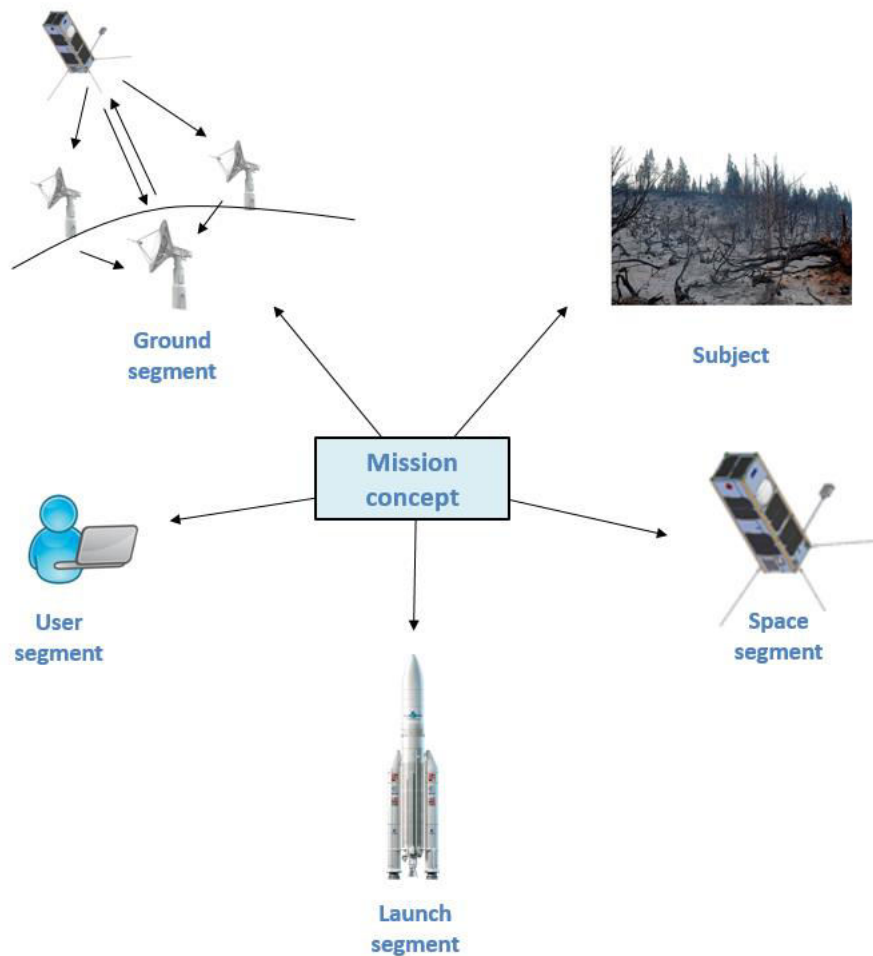 Ground
segment
Subject
Mission
concept
User
segment
Space
segment
Launch
segment